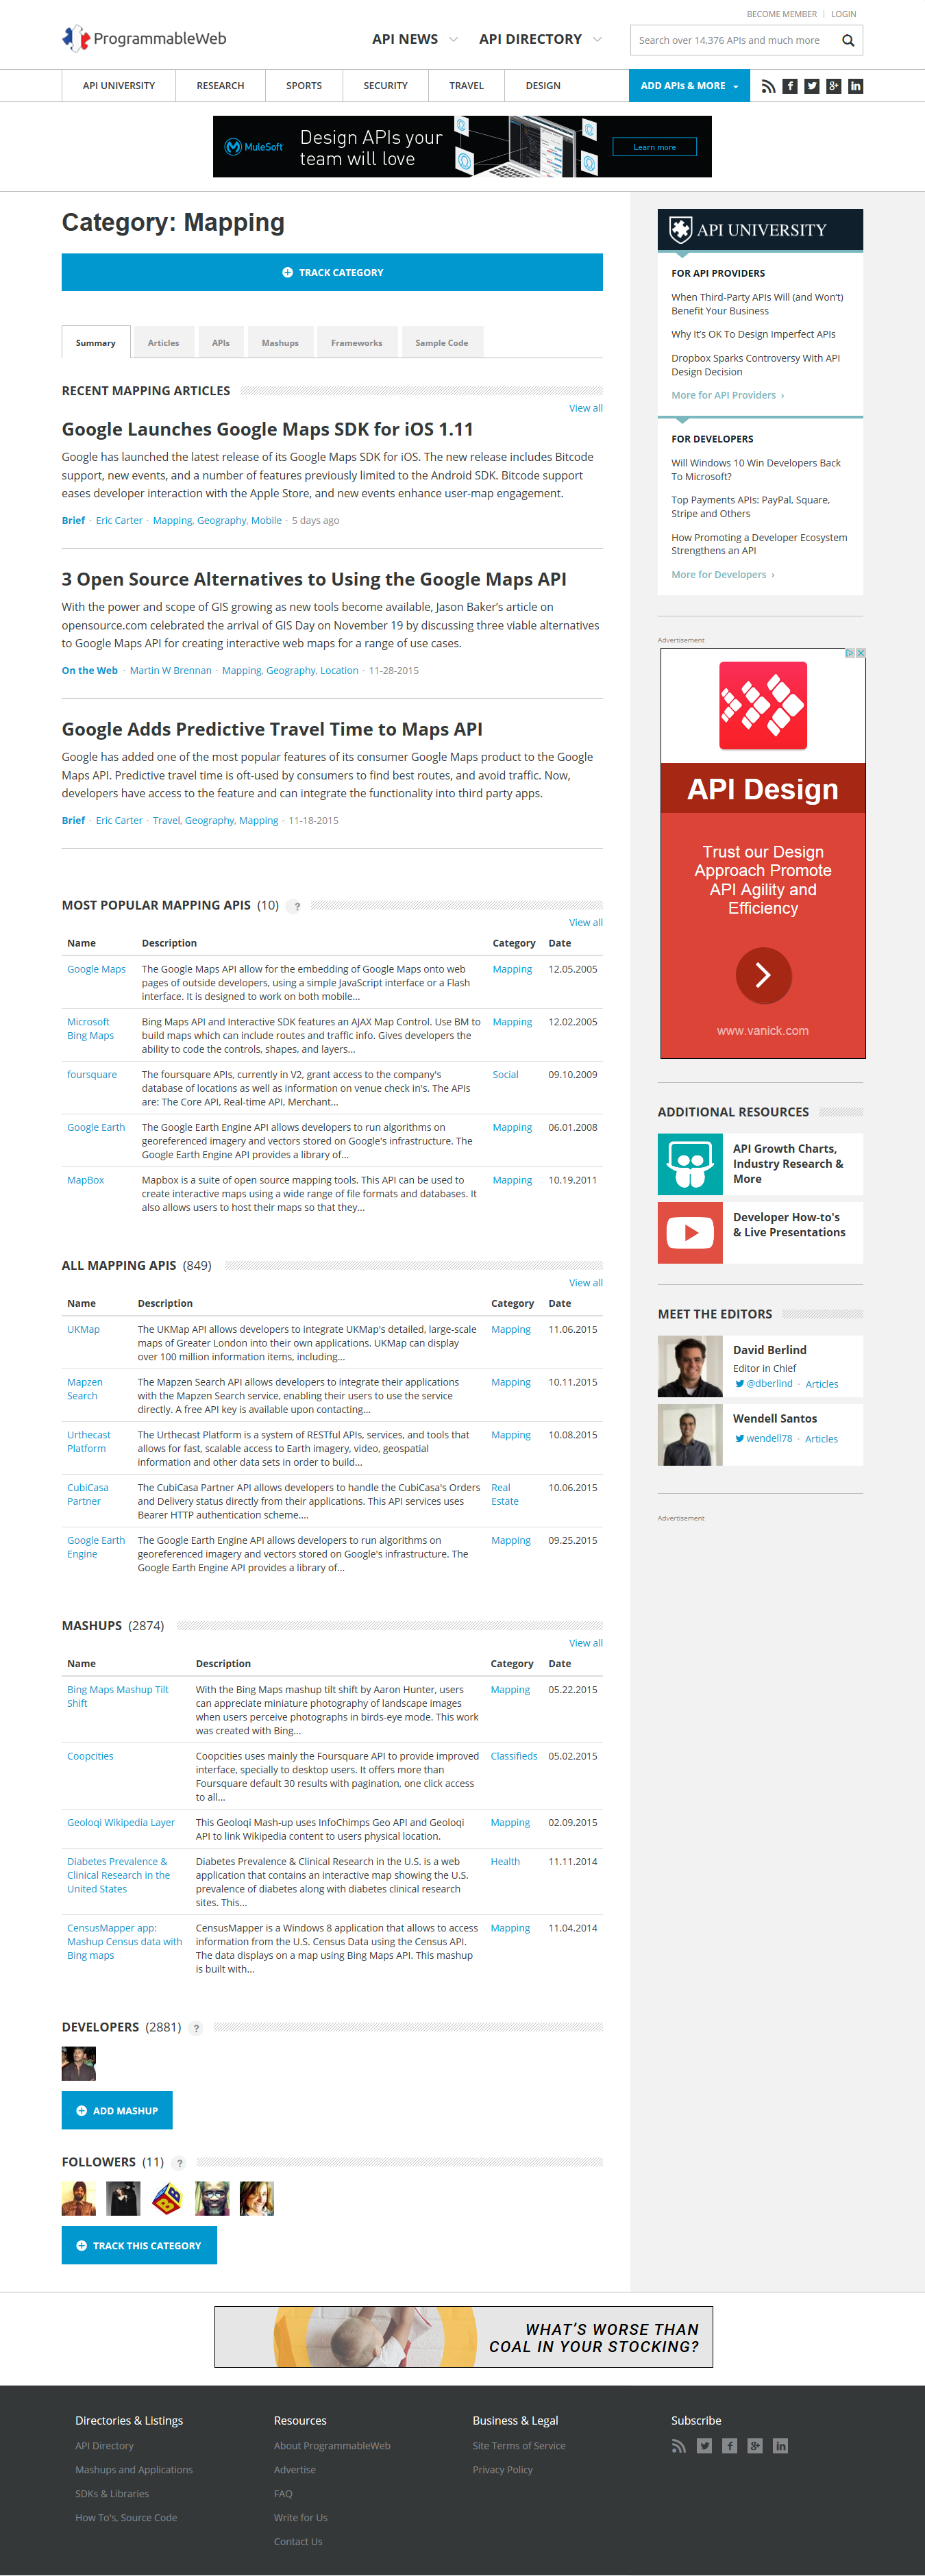 BECOME MEMBER | LOGIN
ProgrammableWeb
API NEWS
API DIRECTORY
Search over 14,376 APIs and much more
API UNIVERSITY
RESEARCH
SPORTS
SECURITY
TRAVEL
DESIGN
ADD APIs & MORE
MuleSoft
Design APIs your
team will love
Learn more
Category: Mapping
TRACK CATEGORY
Summary
Articles
APIs
Mashups
Frameworks
Sample Code
RECENT MAPPING ARTICLES
View all
Google Launches Google Maps SDK for iOS 1.11
Google has launched the latest release of its Google Maps SDK for iOS. The new release includes Bitcode
support, new events, and a number of features previously limited to the Android SDK. Bitcode support
eases developer interaction with the Apple Store, and new events enhance user-map engagement.
Brief · Eric Carter · Mapping, Geography, Mobile · 5 days ago
3 Open Source Alternatives to Using the Google Maps API
With the power and scope of GIS growing as new tools become available, Jason Baker’s article on
opensource.com celebrated the arrival of GIS Day on November 19 by discussing three viable alternatives
to Google Maps API for creating interactive web maps for a range of use cases.
On the Web · Martin W Brennan · Mapping, Geography, Location · 11-28-2015
Google Adds Predictive Travel Time to Maps API
Google has added one of the most popular features of its consumer Google Maps product to the Google
Maps API. Predictive travel time is oft-used by consumers to find best routes, and avoid traffic. Now,
developers have access to the feature and can integrate the functionality into third party apps.
Brief · Eric Carter · Travel, Geography, Mapping · 11-18-2015
MOST POPULAR MAPPING APIS (10) ?
View all
Name Description Category Date
Google Maps The Google Maps API allow for the embedding of Google Maps onto web Mapping 12.05.2005
pages of outside developers, using a simple JavaScript interface or a Flash
interface. It is designed to work on both mobile...
Microsoft Bing Maps API and Interactive SDK features an AJAX Map Control. Use BM to Mapping 12.02.2005
Bing Maps build maps which can include routes and traffic info. Gives developers the
ability to code the controls, shapes, and layers...
foursquare The foursquare APIs, currently in V2, grant access to the company's Social 09.10.2009
database of locations as well as information on venue check in's. The APIs
are: The Core API, Real-time API, Merchant...
Google Earth The Google Earth Engine API allows developers to run algorithms on Mapping 06.01.2008
georeferenced imagery and vectors stored on Google's infrastructure. The
Google Earth Engine API provides a library of...
MapBox Mapbox is a suite of open source mapping tools. This API can be used to Mapping 10.19.2011
create interactive maps using a wide range of file formats and databases. It
also allows users to host their maps so that they...
ALL MAPPING APIS (849)
View all
Name Description Category Date
UKMap The UKMap API allows developers to integrate UKMap's detailed, large-scale Mapping 11.06.2015
maps of Greater London into their own applications. UKMap can display
over 100 million information items, including...
Mapzen The Mapzen Search API allows developers to integrate their applications Mapping 10.11.2015
Search with the Mapzen Search service, enabling their users to use the service
directly. A free API key is available upon contacting...
Urthecast The Urthecast Platform is a system of RESTful APIs, services, and tools that Mapping 10.08.2015
Platform allows for fast, scalable access to Earth imagery, video, geospatial
information and other data sets in order to build...
CubiCasa The CubiCasa Partner API allows developers to handle the CubiCasa's Orders Real 10.06.2015
Partner and Delivery status directly from their applications. This API services uses Estate
Bearer HTTP authentication scheme....
Google Earth The Google Earth Engine API allows developers to run algorithms on Mapping 09.25.2015
Engine georeferenced imagery and vectors stored on Google's infrastructure. The
Google Earth Engine API provides a library of...
MASHUPS (2874)
View all
Name Description Category Date
Bing Maps Mashup Tilt With the Bing Maps mashup tilt shift by Aaron Hunter, users Mapping 05.22.2015
Shift can appreciate miniature photography of landscape images
when users perceive photographs in birds-eye mode. This work
was created with Bing...
Coopcities Coopcities uses mainly the Foursquare API to provide improved Classifieds 05.02.2015
interface, specially to desktop users. It offers more than
Foursquare default 30 results with pagination, one click access
to all...
Geoloqi Wikipedia Layer This Geoloqi Mash-up uses InfoChimps Geo API and Geoloqi Mapping 02.09.2015
API to link Wikipedia content to users physical location.
Diabetes Prevalence & Diabetes Prevalence & Clinical Research in the U.S. is a web Health 11.11.2014
Clinical Research in the application that contains an interactive map showing the U.S.
United States prevalence of diabetes along with diabetes clinical research
sites. This...
CensusMapper app: CensusMapper is a Windows 8 application that allows to access Mapping 11.04.2014
Mashup Census data with information from the U.S. Census Data using the Census API.
Bing maps The data displays on a map using Bing Maps API. This mashup
is built with...
DEVELOPERS (2881) ?
ADD MASHUP
FOLLOWERS (11) ?
TRACK THIS CATEGORY
API UNIVERSITY
FOR API PROVIDERS
When Third-Party APIs Will (and Won’t)
Benefit Your Business
Why It’s OK To Design Imperfect APIs
Dropbox Sparks Controversy With API
Design Decision
More for API Providers ›
FOR DEVELOPERS
Will Windows 10 Win Developers Back
To Microsoft?
Top Payments APIs: PayPal, Square,
Stripe and Others
How Promoting a Developer Ecosystem
Strengthens an API
More for Developers ›
Advertisement
API Design
Trust our Design
Approach Promote
API Agility and
Efficiency
www.vanick.com
ADDITIONAL RESOURCES
API Growth Charts,
Industry Research &
More
Developer How-to's
& Live Presentations
MEET THE EDITORS
David Berlind
Editor in Chief
@dberlind · Articles
Wendell Santos
wendell78 · Articles
Advertisement
WHAT’S WORSE THAN
COAL IN YOUR STOCKING?
Directories & Listings
API Directory
Mashups and Applications
SDKs & Libraries
How To's, Source Code
Resources
About ProgrammableWeb
Advertise
FAQ
Write for Us
Contact Us
Business & Legal
Site Terms of Service
Privacy Policy
Subscribe